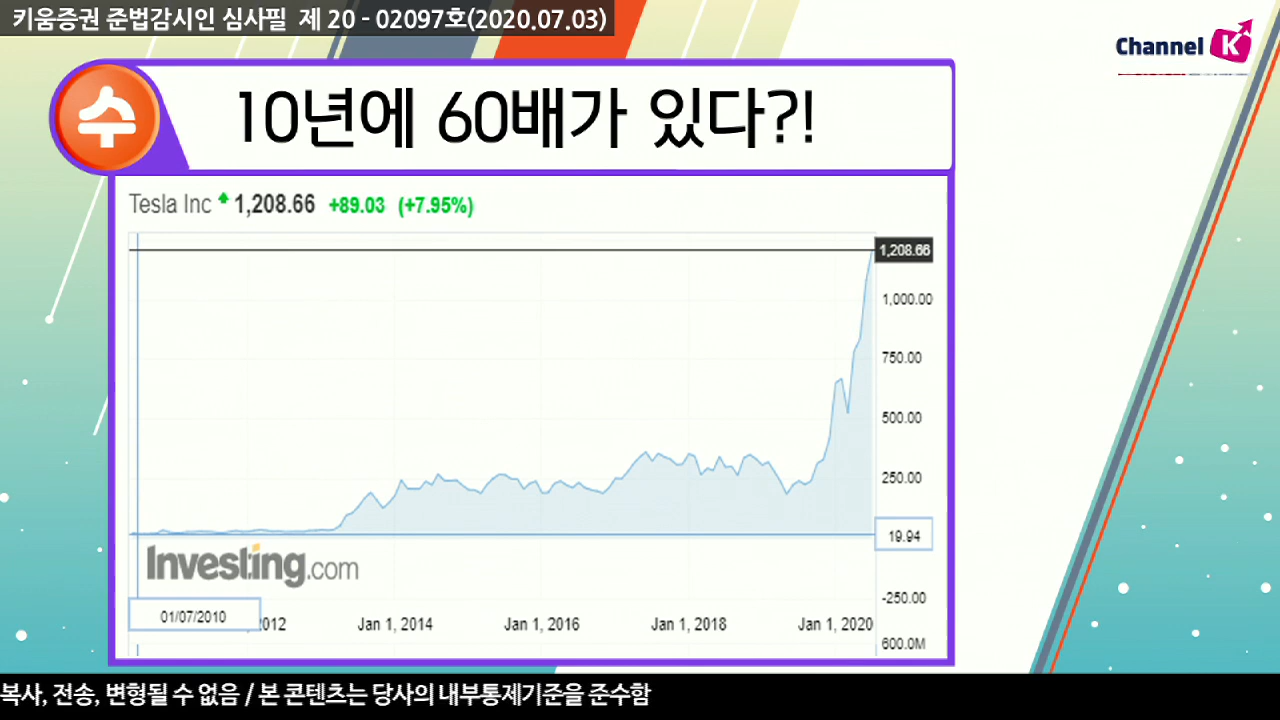 키움증권 준법감시인 심사필 제 20 - 02097호(2020.07.03)
Channel K
수
10년에 60배가 있다?!
Tesla Inc 1,208.66 +89.03 (+7.95%)
1,208.66
1,000.00
750.00
500.00
250.00
19.94
-250.00
600.0M
Investing.com
01/07/2010
2012
Jan 1, 2014
Jan 1, 2016
Jan 1, 2018
Jan 1, 2020
복사, 전송, 변형될 수 없음 / 본 콘텐츠는 당사의 내부통제기준을 준수함